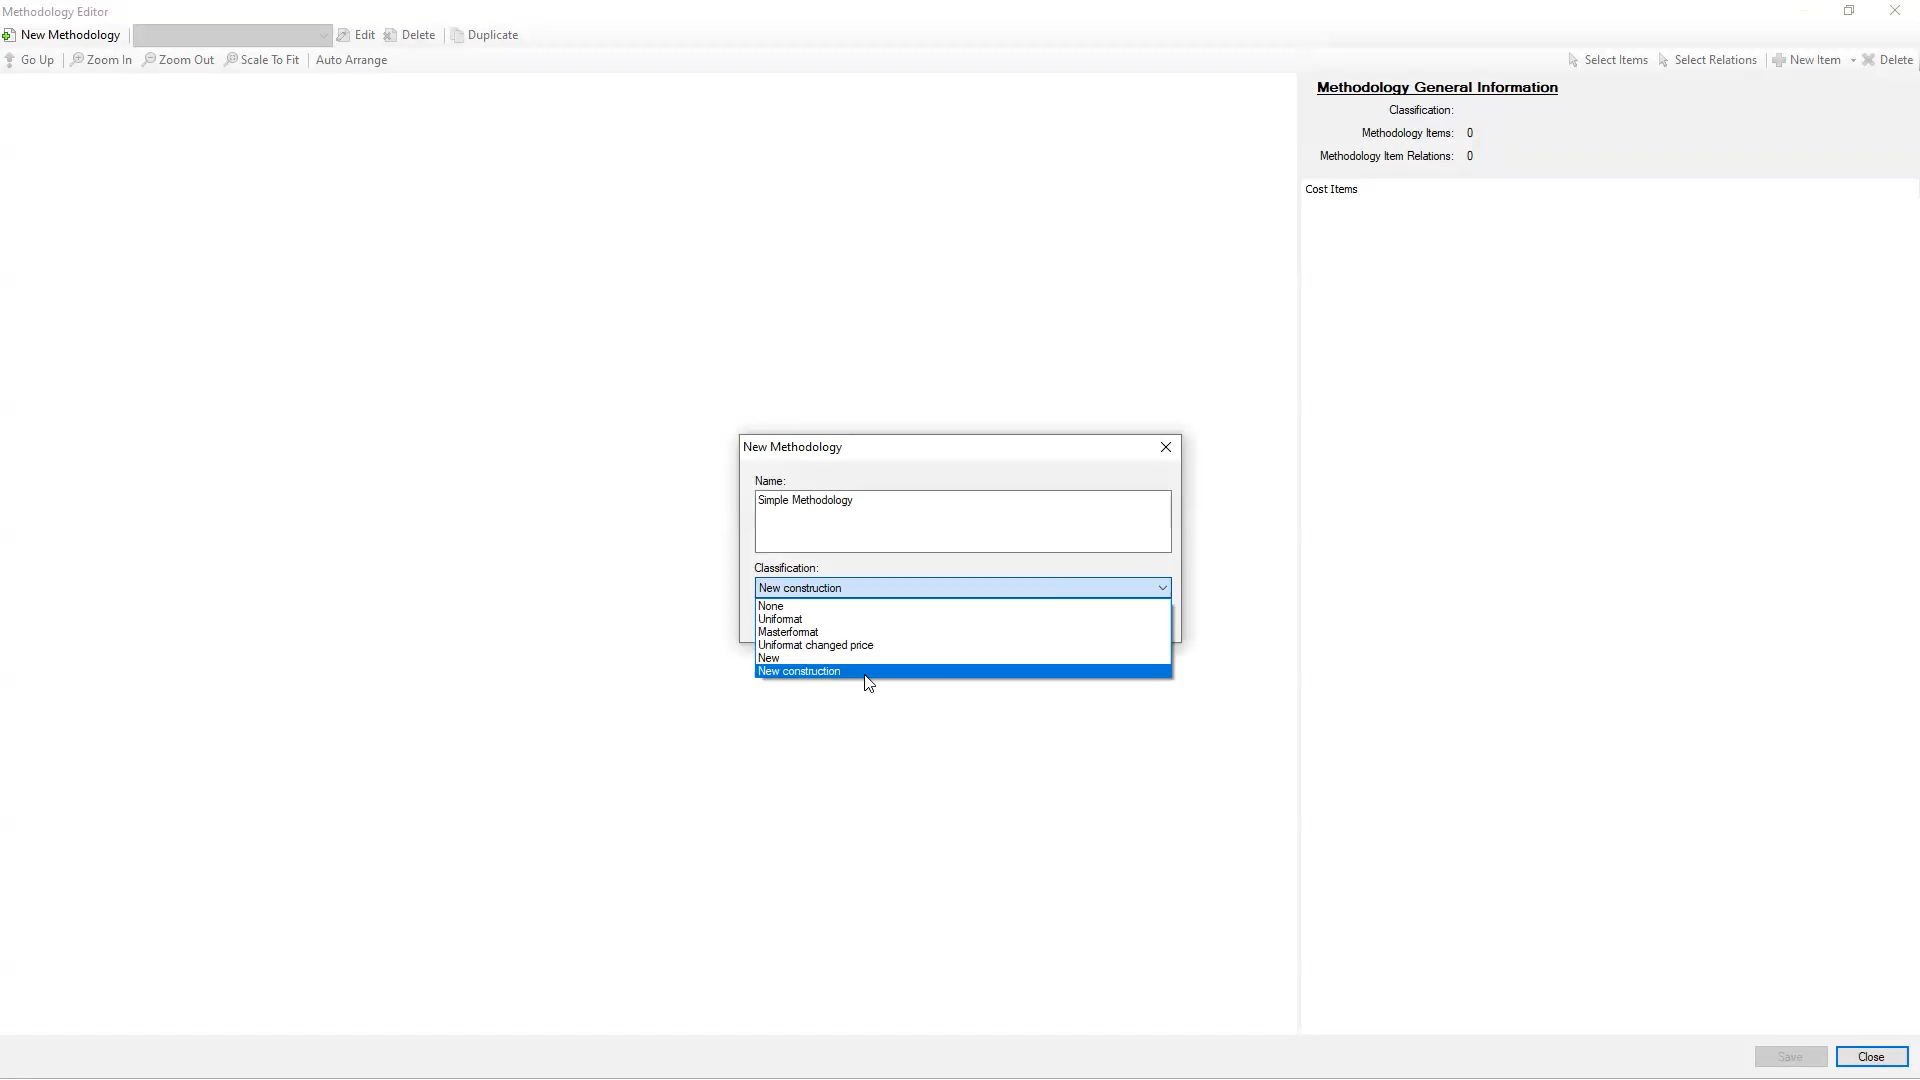 Methodology Editor
New Methodology Edit Delete Duplicate
Go Up Zoom In Zoom Out Scale To Fit Auto Arrange Select Items Select Relations New Item Delete
Methodology General Information
Classification:
Methodology Items: 0
Methodology Item Relations: 0
Cost Items
New Methodology
Name:
Simple Methodology
Classification:
New construction
None
Uniformat
Masterformat
Uniformat changed price
New
New construction
Save Close